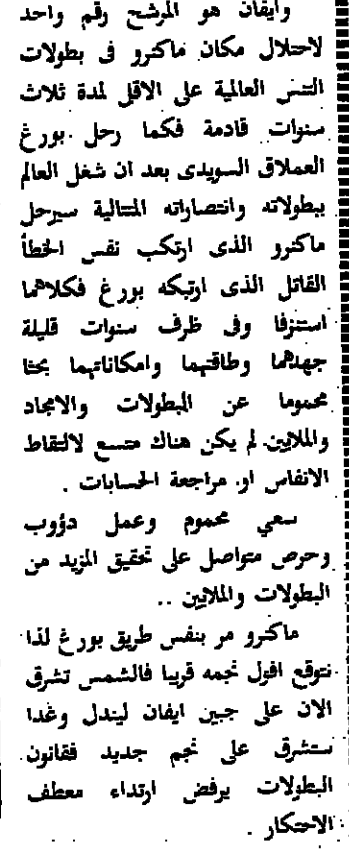 وايفان هو المرشح رقم واحد
لاحتلال مكان ماكنرو فى بطولات
التنس العالمية على الاقل لمدة ثلاث
سنوات قادمة فكما رحل بورغ
العملاق السويدى بعد ان شغل العالم
ببطولاته وانتصاراته المتتالية سيرحل
ماكنرو الذى ارتكب نفس الخطأ
القاتل الذى ارتبكه بورغ فكلاهما
استنزفا وفى ظرف سنوات قليلة
جهدهما وطاقتهما وامكاناتهما بحثا
محموما عن البطولات والامجاد
والملايين لم يكن هناك متسع لالتقاط
الانفاس او مراجعة الحسابات .
سعي محموم وعمل دؤوب
وحرص متواصل على تحقيق المزيد من
البطولات والملايين ..
ماكنرو مر بنفس طريق بورغ لذا
نتوقع افول نجمه قريبا فالشمس تشرق
الان على جبين ايفان ليندل وغدا
ستشرق على نجم جديد فقانون
البطولات يرفض ارتداء معطف
الاحتكار .